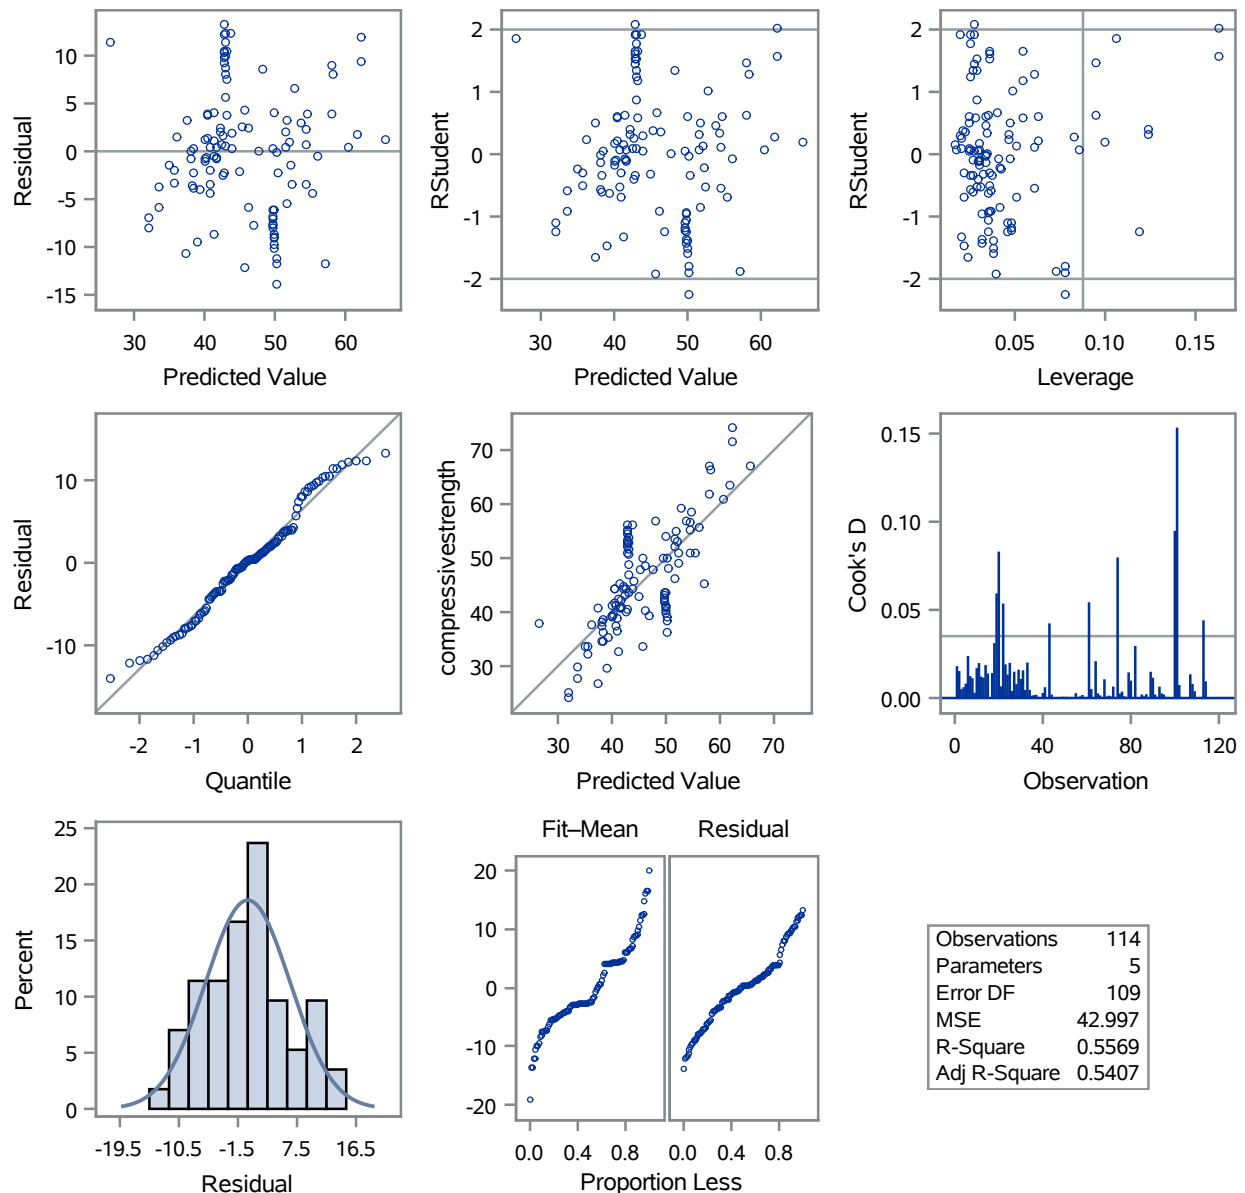 10
5
0
-5
-10
-15
Residual
30 40 50 60
Predicted Value
2
1
0
-1
-2
RStudent
30 40 50 60
Predicted Value
2
1
0
-1
-2
RStudent
0.05 0.10 0.15
Leverage
10
0
-10
Residual
-2 -1 0 1 2
Quantile
70
60
50
40
30
compressivestrength
30 40 50 60 70
Predicted Value
0.15
0.10
0.05
0.00
Cook's D
0 40 80 120
Observation
25
20
15
10
5
0
Percent
-19.5 -10.5 -1.5 7.5 16.5
Residual
Fit–Mean Residual
20
10
0
-10
-20
0.0 0.4 0.8 0.0 0.4 0.8
Proportion Less
Observations 114
Parameters 5
Error DF 109
MSE 42.997
R-Square 0.5569
Adj R-Square 0.5407